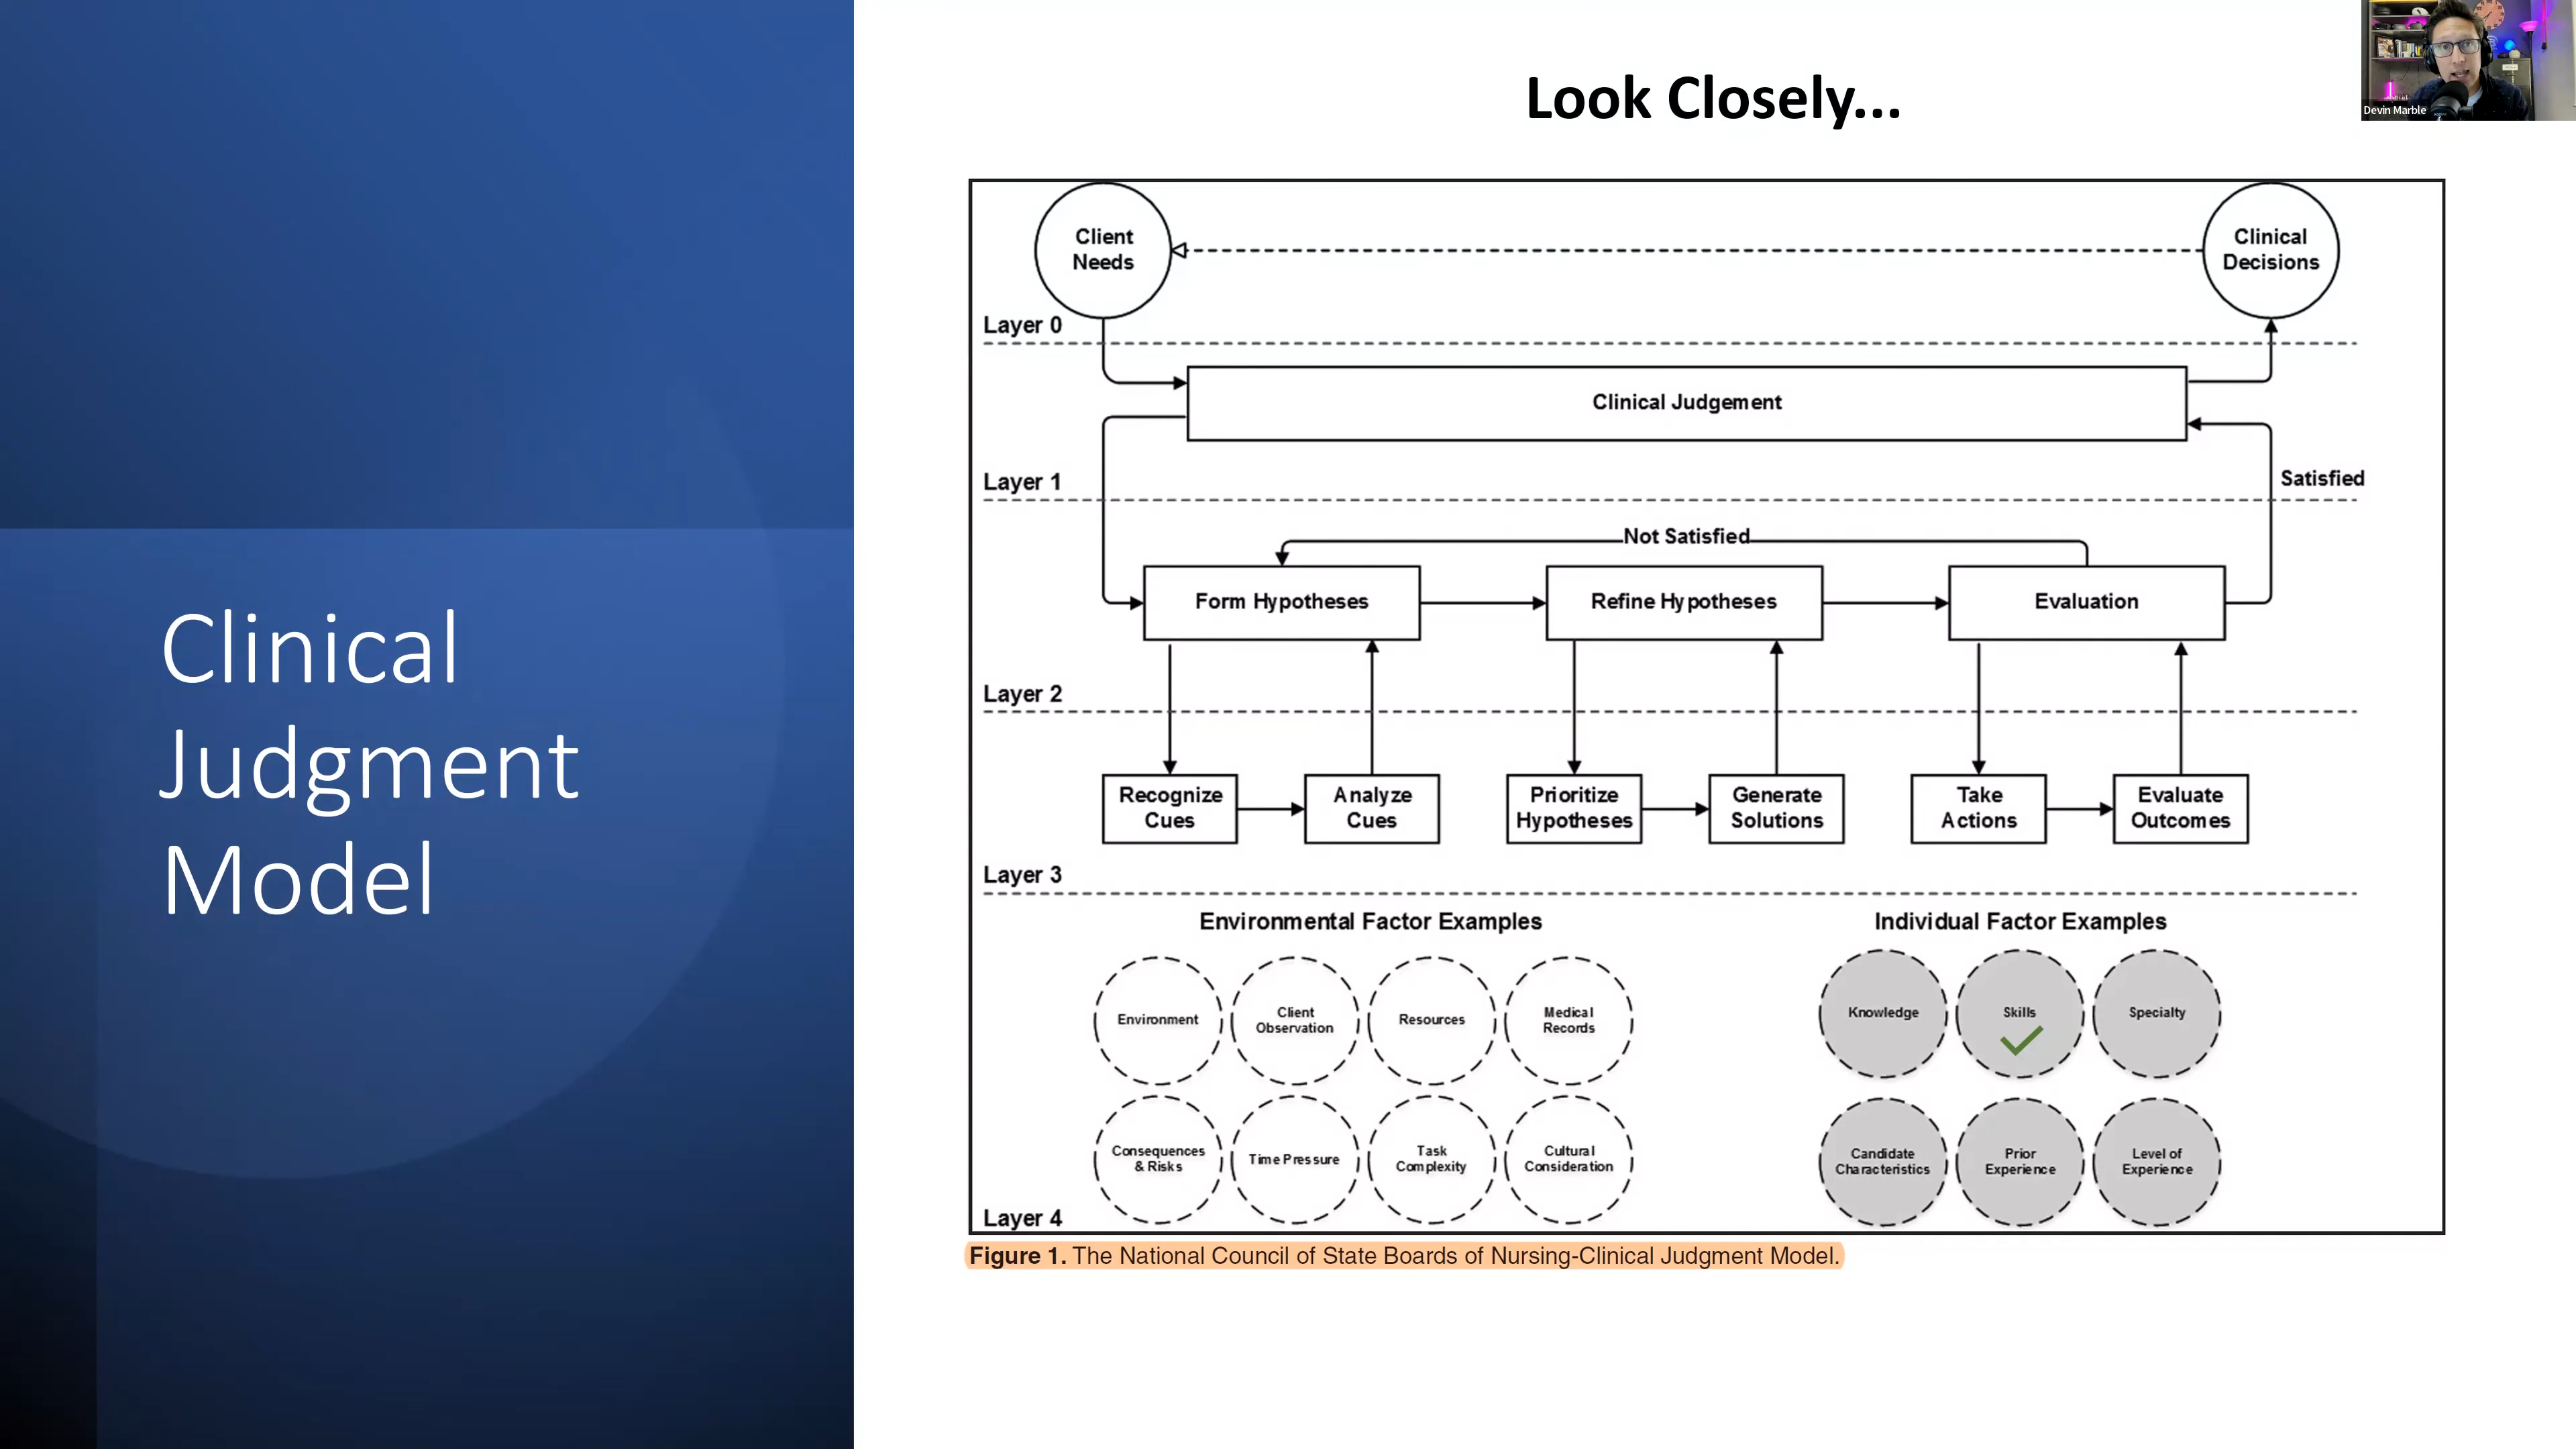 Clinical
Judgment
Model
Look Closely...
Devin Marble
Client
Needs
Clinical
Decisions
Layer 0
Clinical Judgement
Layer 1
Satisfied
Not Satisfied
Form Hypotheses
Refine Hypotheses
Evaluation
Layer 2
Recognize
Cues
Analyze
Cues
Prioritize
Hypotheses
Generate
Solutions
Take
Actions
Evaluate
Outcomes
Layer 3
Environmental Factor Examples
Environment
Client
Observation
Resources
Medical
Records
Consequences
& Risks
Time Pressure
Task
Complexity
Cultural
Consideration
Individual Factor Examples
Knowledge
Skills
Specialty
Candidate
Characteristics
Prior
Experience
Level of
Experience
Layer 4
Figure 1. The National Council of State Boards of Nursing-Clinical Judgment Model.